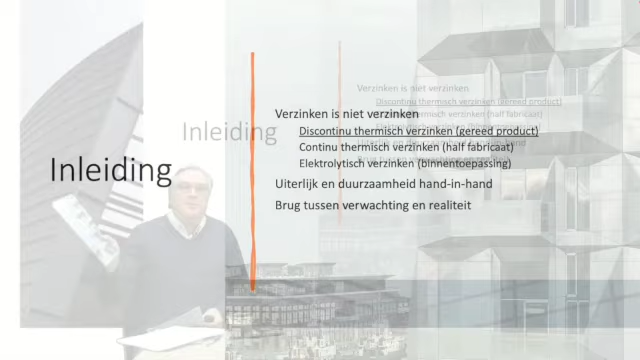 Inleiding
Inleiding
Verzinken is niet verzinken
Discontinu thermisch verzinken (gereed product)
Continu thermisch verzinken (half fabricaat)
Elektrolytisch verzinken (binnentoepassing)
Uiterlijk en duurzaamheid hand-in-hand
Brug tussen verwachting en realiteit
Verzinken is niet verzinken
Discontinu thermisch verzinken (gereed product)